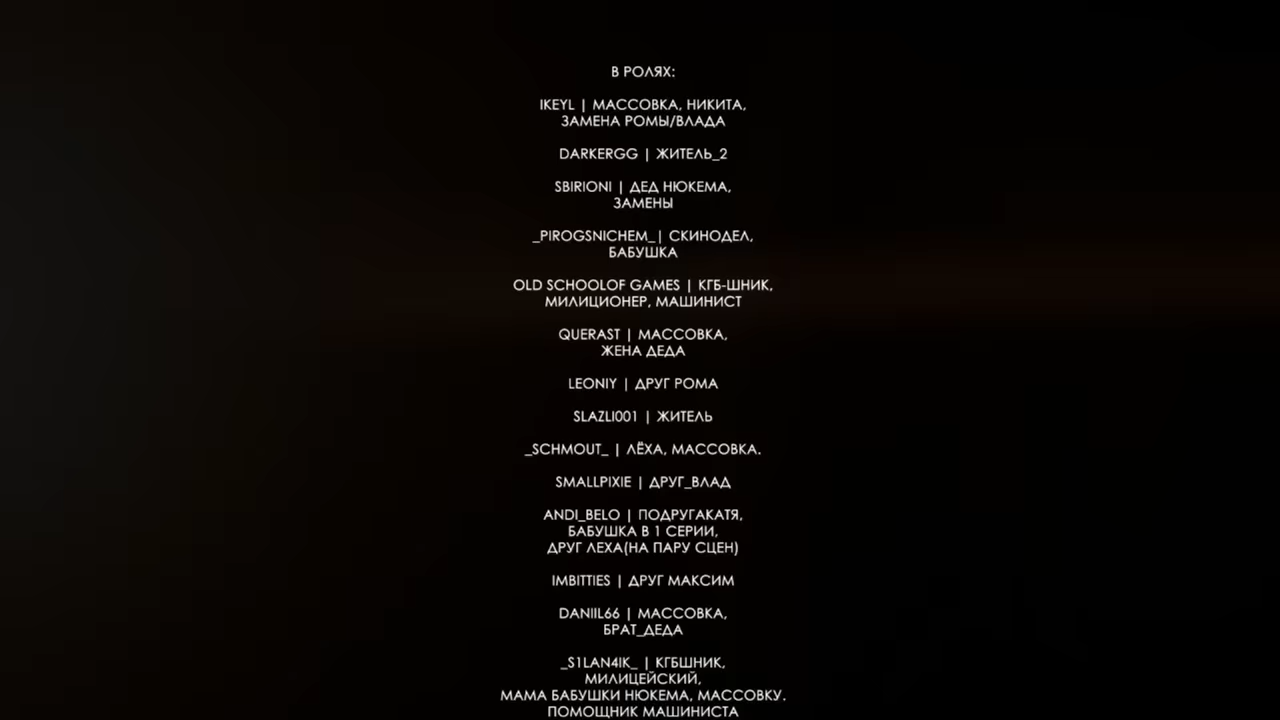 В РОЛЯХ:
IKEYL | МАССОВКА, НИКИТА,
ЗАМЕНА РОМЫ/ВЛАДА
DARKERGG | ЖИТЕЛЬ_2
SBIRIONI | ДЕД НЮКЕМА,
ЗАМЕНЫ
_PIROGSNICHEM_| СКИНОДЕЛ,
БАБУШКА
OLD SCHOOLOF GAMES | КГБ-ШНИК,
МИЛИЦИОНЕР, МАШИНИСТ
QUERAST | МАССОВКА,
ЖЕНА ДЕДА
LEONIY | ДРУГ РОМА
SLAZLI001 | ЖИТЕЛЬ
_SCHMOUT_ | ЛЁХА, МАССОВКА.
SMALLPIXIE | ДРУГ_ВЛАД
ANDI_BELO | ПОДРУГАКАТЯ,
БАБУШКА В 1 СЕРИИ,
ДРУГ ЛЕХА(НА ПАРУ СЦЕН)
IMBITTIES | ДРУГ МАКСИМ
DANIIL66 | МАССОВКА,
БРАТ_ДЕДА
_S1LAN4IK_ | КГБШНИК,
МИЛИЦЕЙСКИЙ,
МАМА БАБУШКИ НЮКЕМА, МАССОВКУ.
ПОМОЩНИК МАШИНИСТА